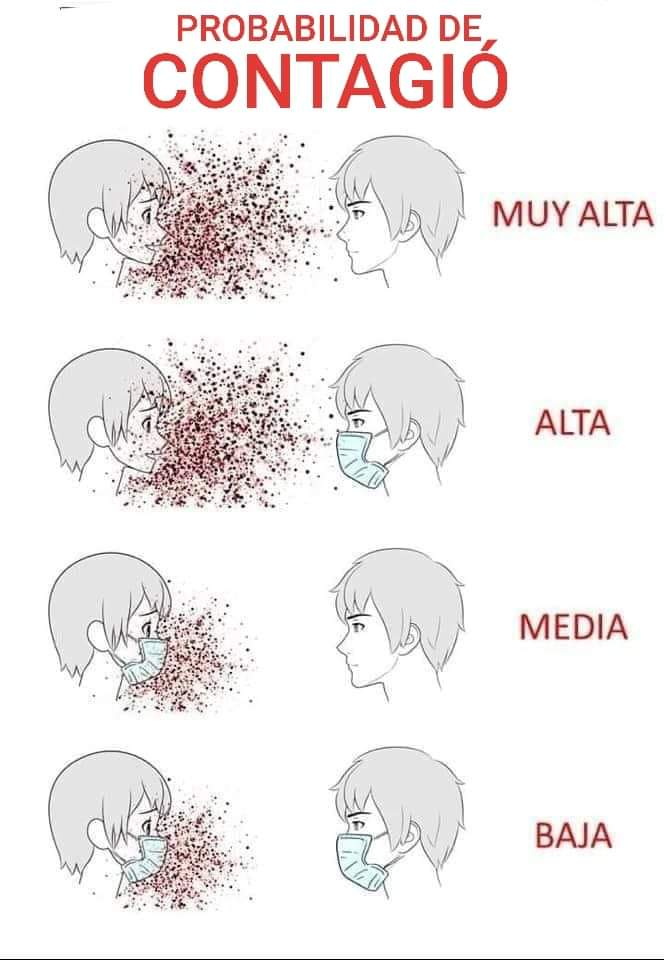 PROBABILIDAD DE
CONTAGIÓ
MUY ALTA
ALTA
MEDIA
BAJA